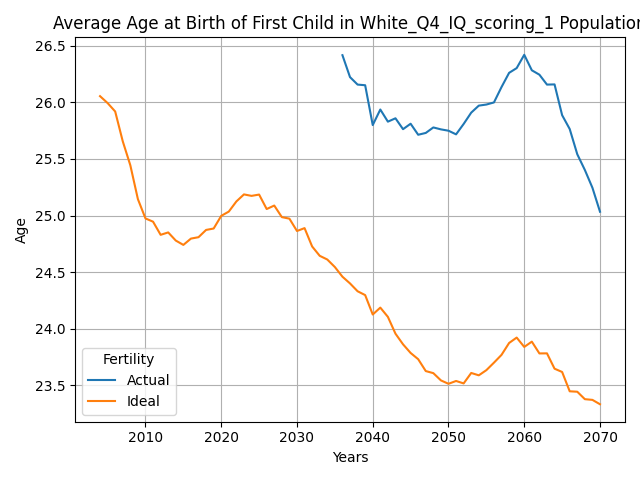 Average Age at Birth of First Child in White_Q4_IQ_scoring_1 Population
26.5
26.0
25.5
25.0
24.5
24.0
23.5
Age
Fertility
Actual
Ideal
2010 2020 2030 2040 2050 2060 2070
Years